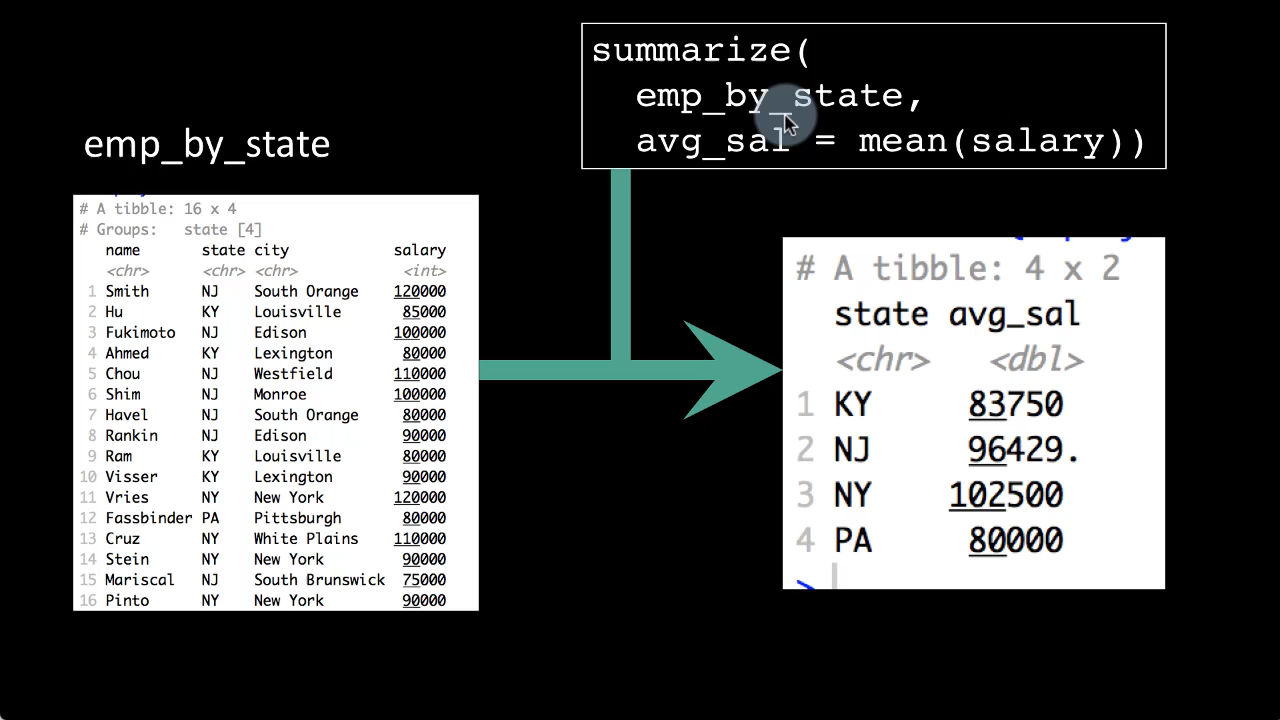 summarize(
emp_by_state,
avg_sal = mean(salary))
emp_by_state
# A tibble: 16 x 4
# Groups: state [4]
name state city salary
<chr> <chr> <chr> <int>
1 Smith NJ South Orange 120000
2 Hu KY Louisville 85000
3 Fukimoto NJ Edison 100000
4 Ahmed KY Lexington 80000
5 Chou NJ Westfield 110000
6 Shim NJ Monroe 100000
7 Havel NJ South Orange 80000
8 Rankin NJ Edison 90000
9 Ram KY Louisville 80000
10 Visser KY Lexington 90000
11 Vries NY New York 120000
12 Fassbinder PA Pittsburgh 80000
13 Cruz NY White Plains 110000
14 Stein NY New York 90000
15 Mariscal NJ South Brunswick 75000
16 Pinto NY New York 90000
# A tibble: 4 x 2
state avg_sal
<chr> <dbl>
1 KY 83750
2 NJ 96429.
3 NY 102500
4 PA 80000
>